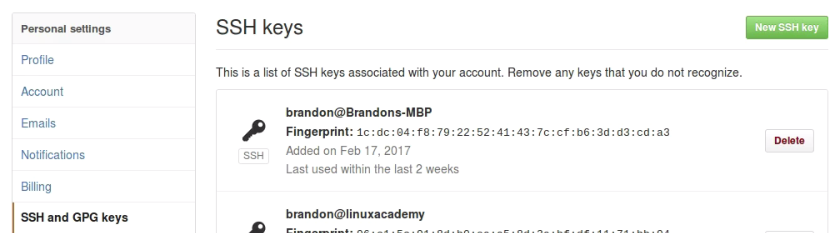 Personal settings
Profile
Account
Emails
Notifications
Billing
SSH and GPG keys
SSH keys
New SSH key
This is a list of SSH keys associated with your account. Remove any keys that you do not recognize.
brandon@Brandons-MBP
Fingerprint: 1c:dc:04:f8:79:22:52:41:43:7c:cf:b6:3d:d3:cd:a3
SSH
Added on Feb 17, 2017
Last used within the last 2 weeks
Delete
brandon@linuxacademy
Fingerprint: